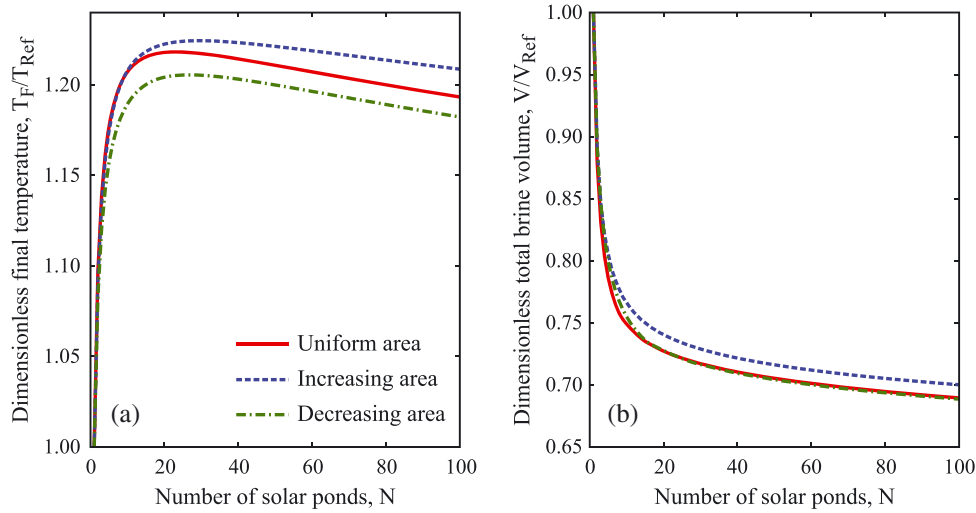 Dimensionless final temperature, T_F/T_Ref
1.20
1.15
1.10
1.05
1.00
0 20 40 60 80 100
Number of solar ponds, N
(a)
Uniform area
Increasing area
Decreasing area
Dimensionless total brine volume, V/V_Ref
1.00
0.95
0.90
0.85
0.80
0.75
0.70
0.65
0 20 40 60 80 100
Number of solar ponds, N
(b)